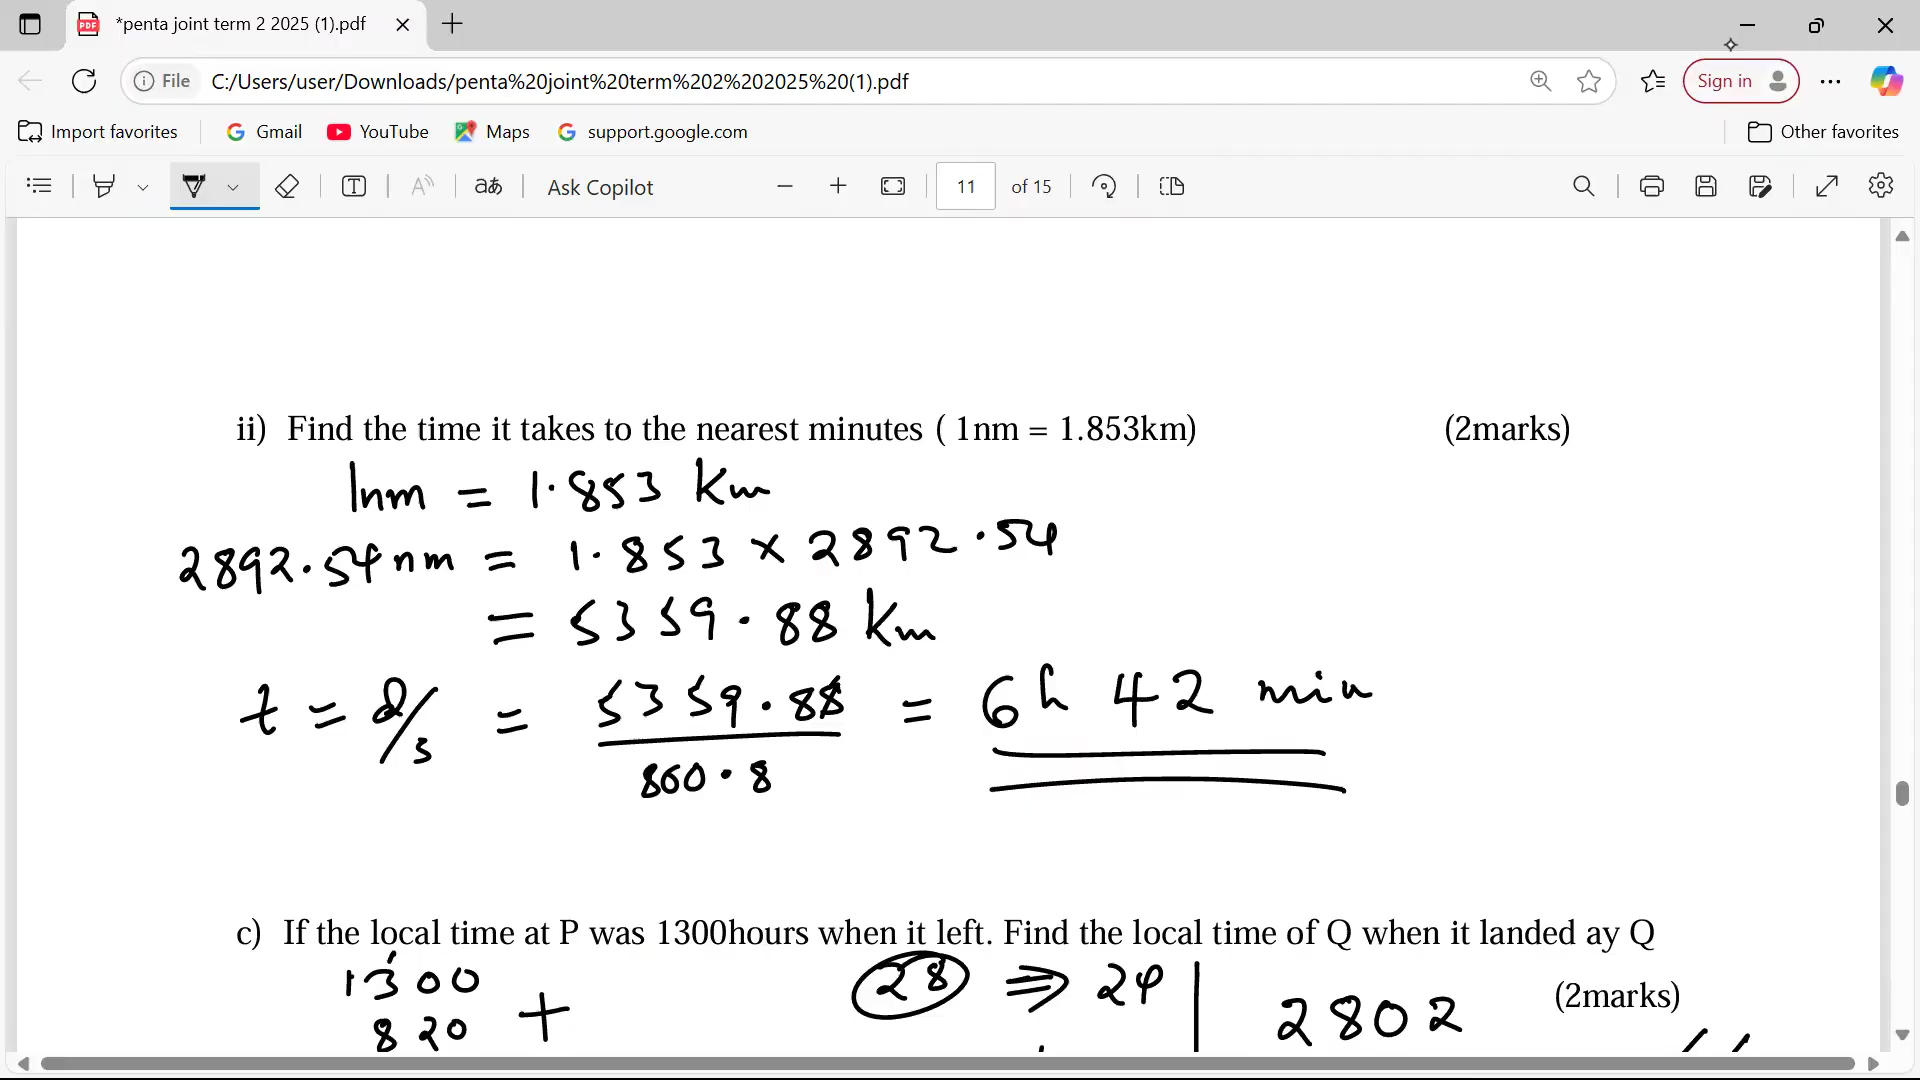 *penta joint term 2 2025 (1).pdf
File C:/Users/user/Downloads/penta%20joint%20term%202%202025%20(1).pdf
Sign in
Import favorites Gmail YouTube Maps support.google.com Other favorites
Ask Copilot 11 of 15
ii) Find the time it takes to the nearest minutes ( 1nm = 1.853km) (2marks)
1nm = 1.853 Km
2892.54nm = 1.853 × 2892.54
= 5359.88 Km
t = d/s = 5359.88 / 800.8 = 6h 42 min
c) If the local time at P was 1300hours when it left. Find the local time of Q when it landed ay Q
(2marks)
1300
820 +
28 ⇒ 24
2802